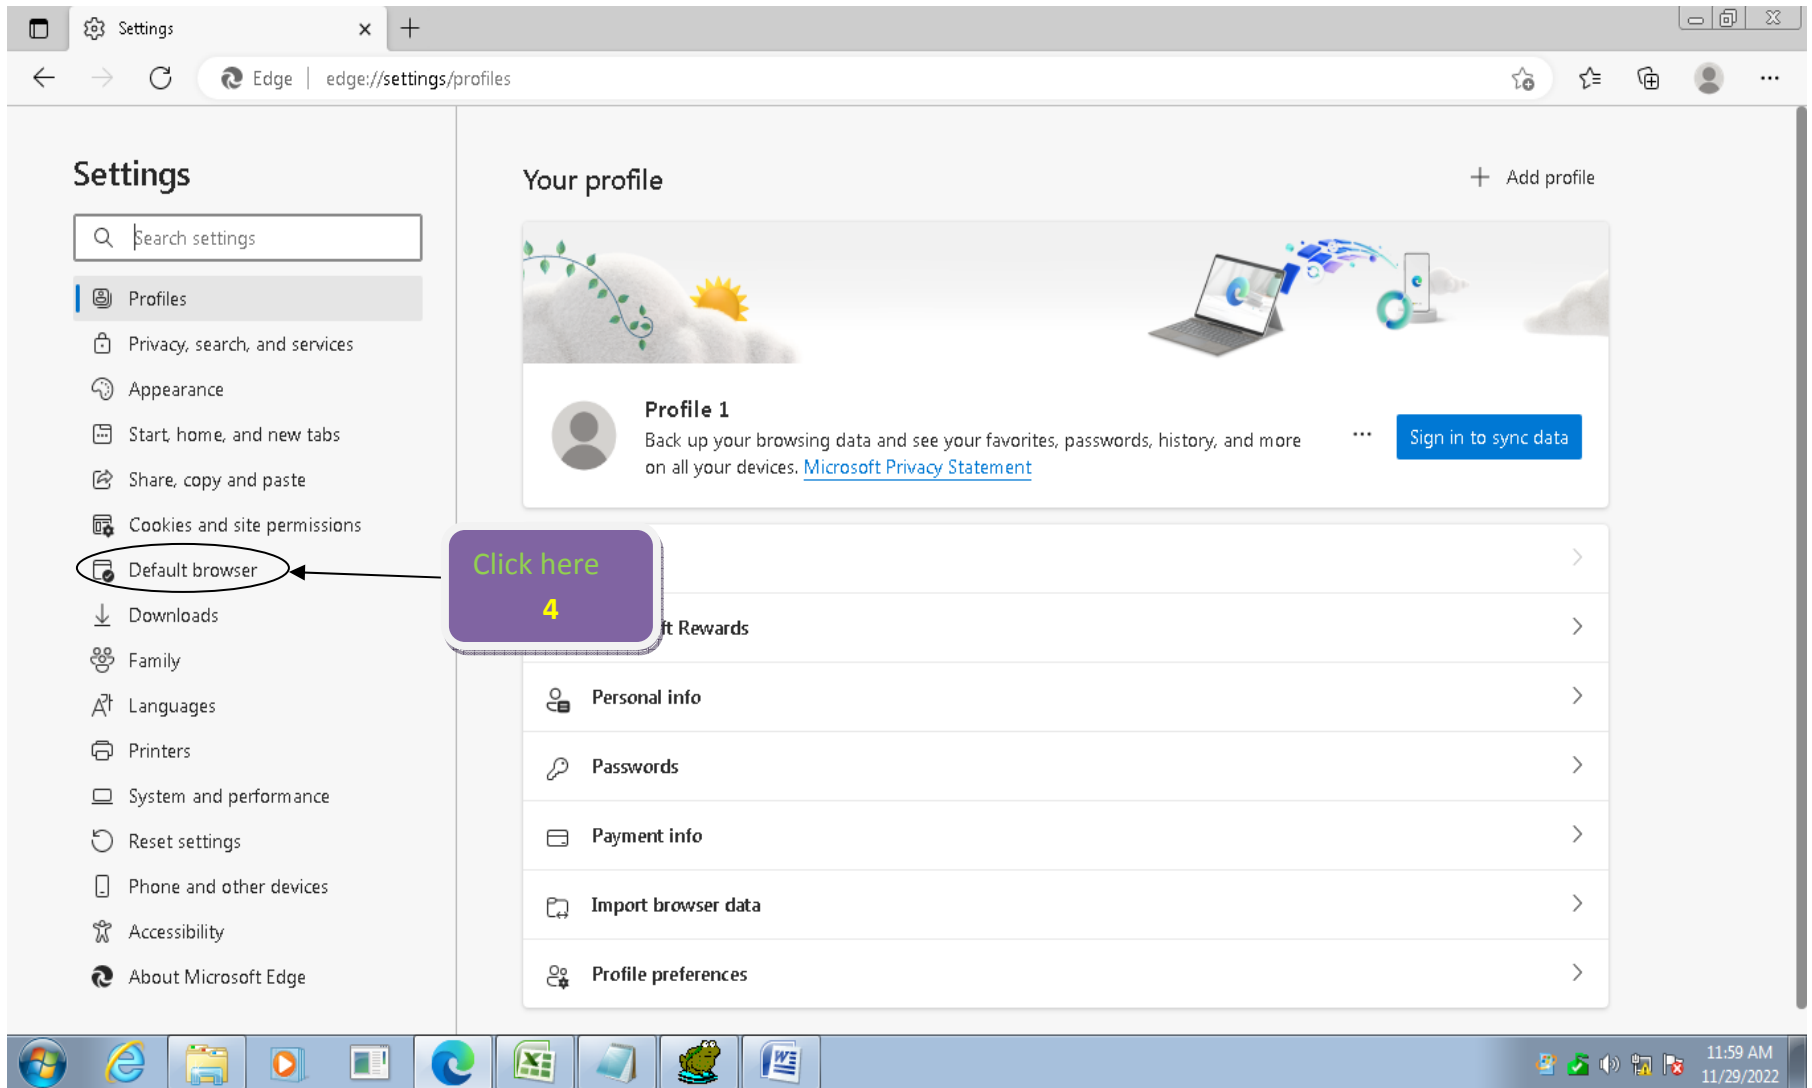 Settings
Edge | edge://settings/profiles
Settings
Search settings
Profiles
Privacy, search, and services
Appearance
Start, home, and new tabs
Share, copy and paste
Cookies and site permissions
Default browser
Downloads
Family
Languages
Printers
System and performance
Reset settings
Phone and other devices
Accessibility
About Microsoft Edge
Click here
4
Your profile
Add profile
Profile 1
Back up your browsing data and see your favorites, passwords, history, and more
on all your devices. Microsoft Privacy Statement
Sign in to sync data
ft Rewards
Personal info
Passwords
Payment info
Import browser data
Profile preferences
11:59 AM
11/29/2022